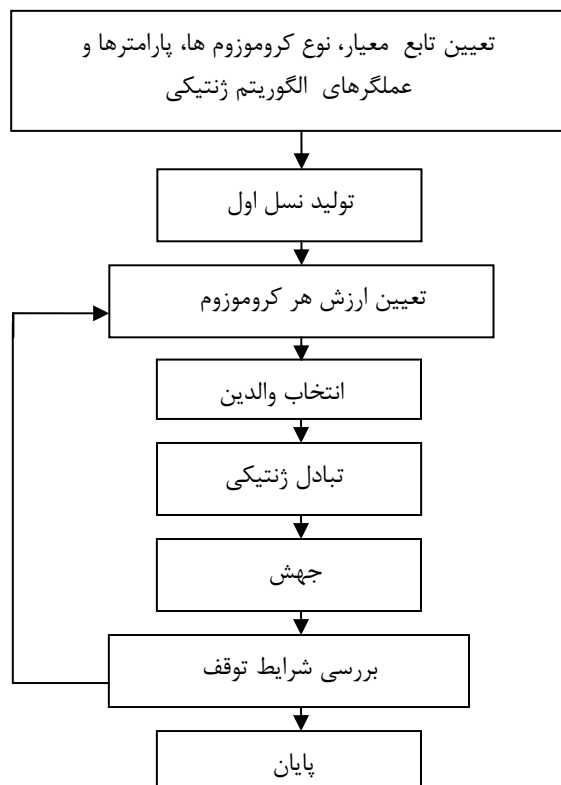 تعیین تابع معیار، نوع کروموزوم ها، پارامترها و
عملگرهای الگوریتم ژنتیکی
تولید نسل اول
تعیین ارزش هر کروموزوم
انتخاب والدین
تبادل ژنتیکی
جهش
بررسی شرایط توقف
پایان